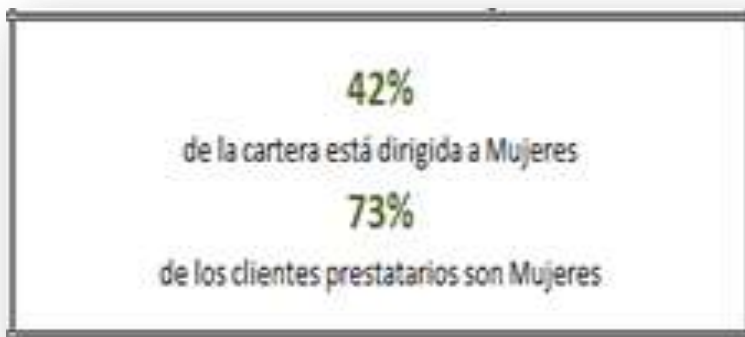 42%
de la cartera está dirigida a Mujeres
73%
de los clientes prestatarios son Mujeres